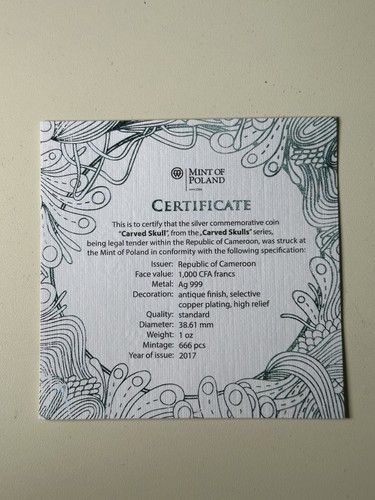 MINT OF
POLAND
CERTIFICATE
This is to certify that the silver commemorative coin
"Carved Skull", from the „Carved Skulls" series,
being legal tender within the Republic of Cameroon, was struck at
the Mint of Poland in conformity with the following specification:
Issuer: Republic of Cameroon
Face value: 1,000 CFA francs
Metal: Ag 999
Decoration: antique finish, selective
copper plating, high relief
Quality: standard
Diameter: 38.61 mm
Weight: 1 oz
Mintage: 666 pcs
Year of issue: 2017